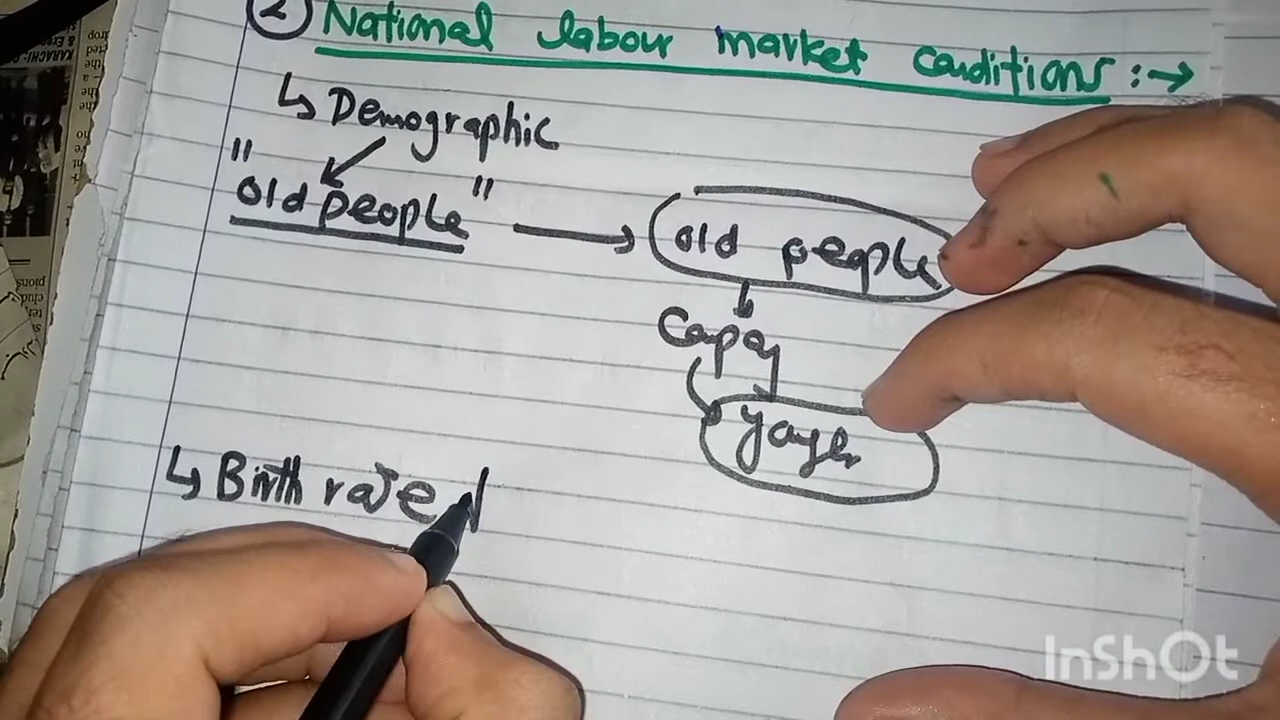 2 National labour market conditions :→
↳ Demographic
"old people" → old people
↳ Birth rate
InShOt